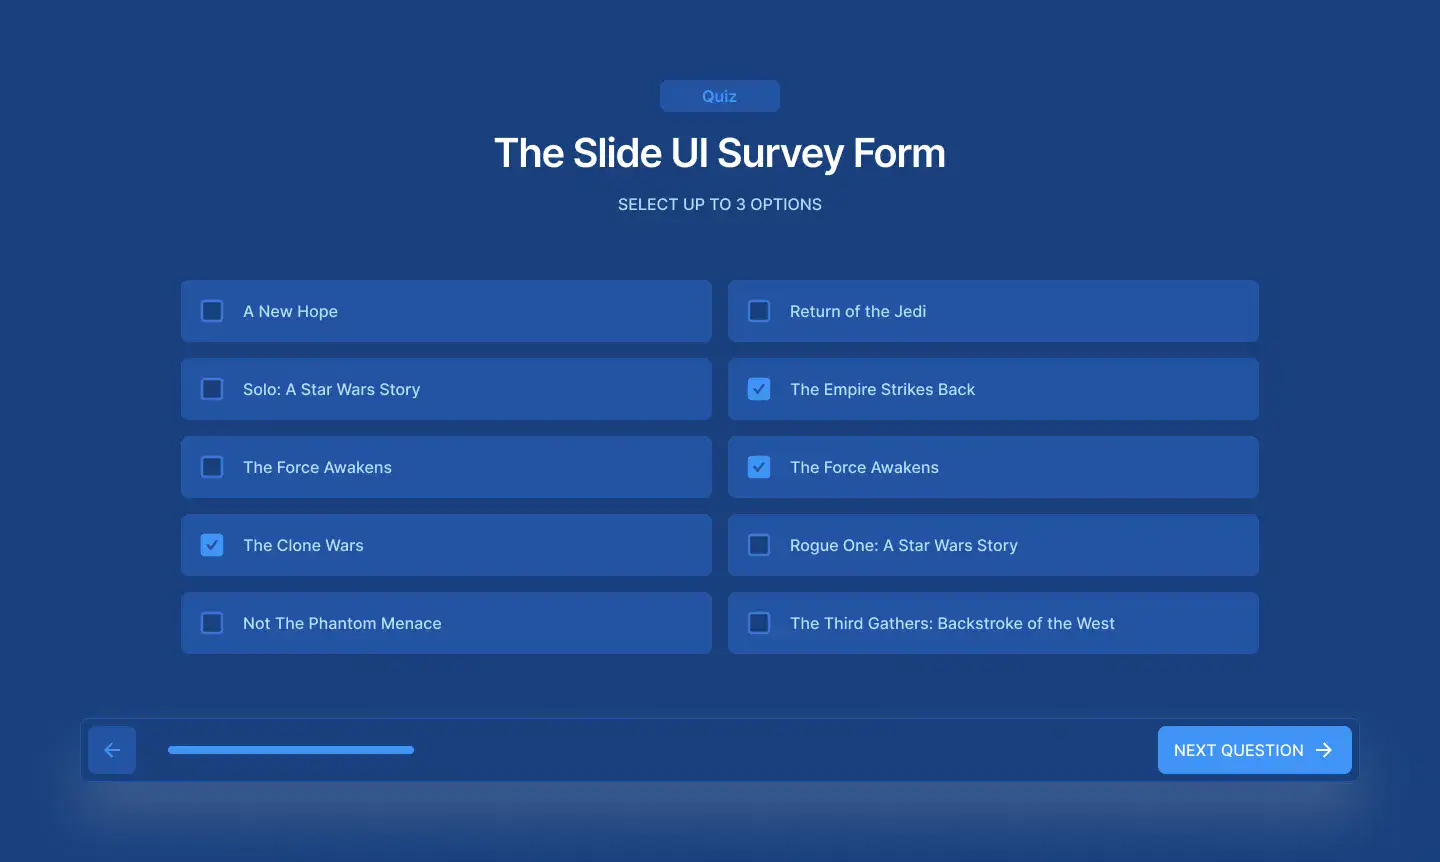 Quiz
The Slide UI Survey Form
SELECT UP TO 3 OPTIONS
A New Hope
Return of the Jedi
Solo: A Star Wars Story
The Empire Strikes Back
The Force Awakens
The Force Awakens
The Clone Wars
Rogue One: A Star Wars Story
Not The Phantom Menace
The Third Gathers: Backstroke of the West
NEXT QUESTION